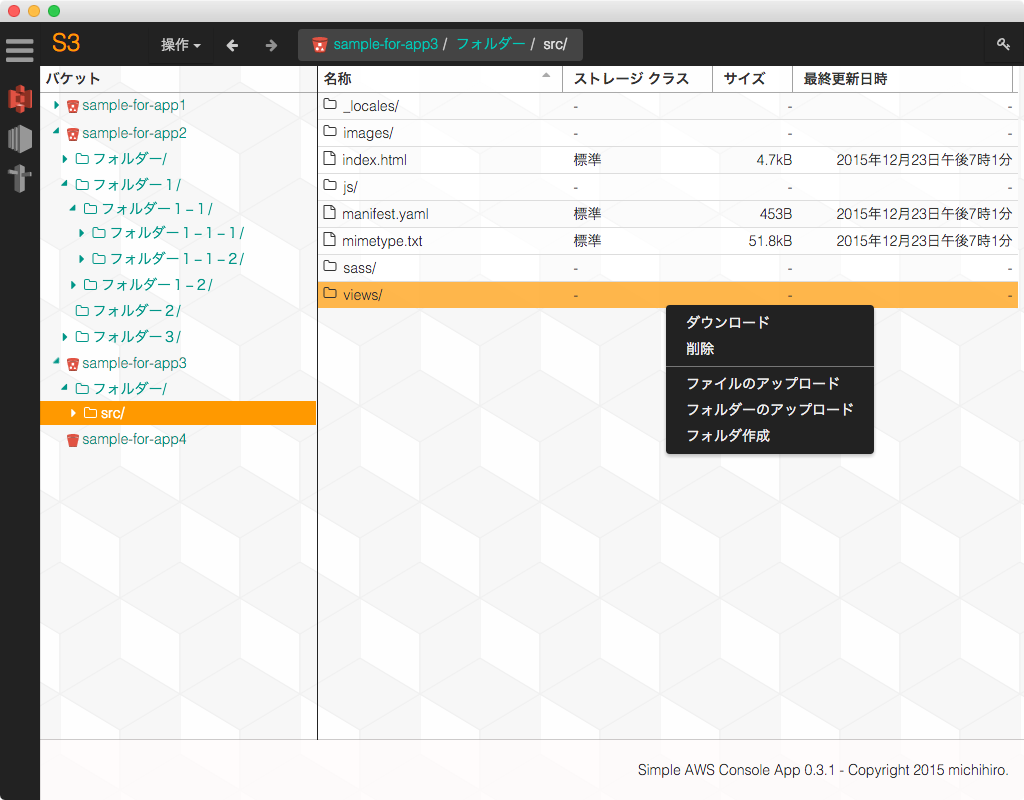 S3 操作 sample-for-app3 / フォルダー / src/
バケット
sample-for-app1
sample-for-app2
フォルダー/
フォルダー１/
フォルダー１−１/
フォルダー１−１−１/
フォルダー１−１−２/
フォルダー１−２/
フォルダー２/
フォルダー３/
sample-for-app3
フォルダー/
src/
sample-for-app4
名称 ストレージ クラス サイズ 最終更新日時
_locales/ - - -
images/ - - -
index.html 標準 4.7kB 2015年12月23日午後7時1分
js/ - - -
manifest.yaml 標準 453B 2015年12月23日午後7時1分
mimetype.txt 標準 51.8kB 2015年12月23日午後7時1分
sass/ - - -
views/ - - -
ダウンロード
削除
ファイルのアップロード
フォルダーのアップロード
フォルダ作成
Simple AWS Console App 0.3.1 - Copyright 2015 michihiro.